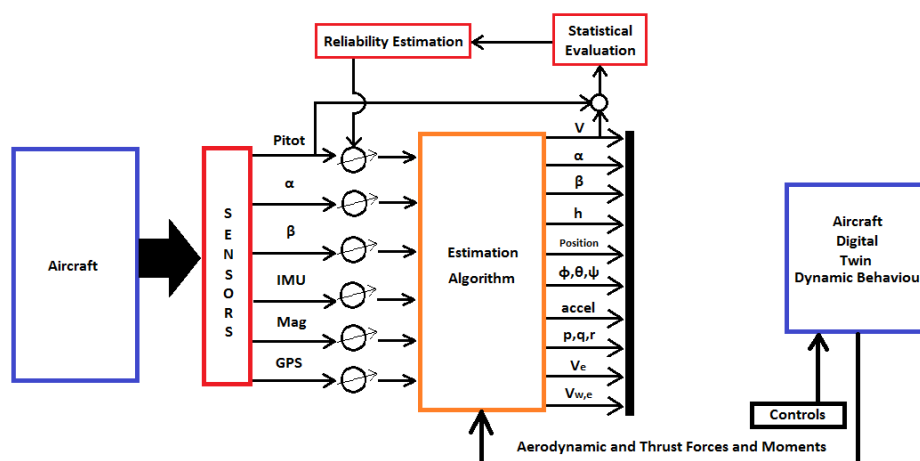 Reliability Estimation
Statistical
Evaluation
Pitot
α
β
IMU
Mag
GPS
Aircraft
S
E
N
S
O
R
S
Estimation
Algorithm
V
α
β
h
Position
ϕ,θ,ψ
accel
p,q,r
Ve
Vw,e
Aircraft
Digital
Twin
Dynamic Behaviour
Controls
Aerodynamic and Thrust Forces and Moments